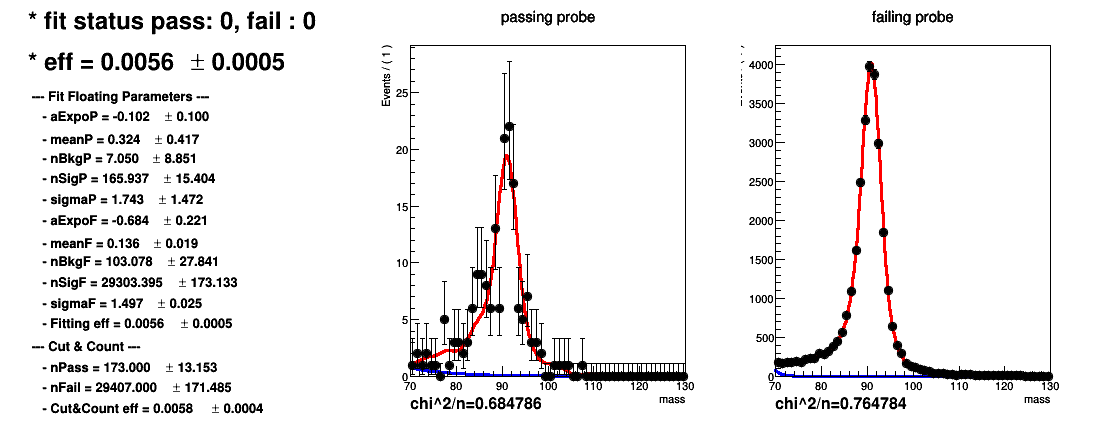 * fit status pass: 0, fail : 0
* eff = 0.0056 ± 0.0005
--- Fit Floating Parameters ---
- aExpoP = -0.102 ± 0.100
- meanP = 0.324 ± 0.417
- nBkgP = 7.050 ± 8.851
- nSigP = 165.937 ± 15.404
- sigmaP = 1.743 ± 1.472
- aExpoF = -0.684 ± 0.221
- meanF = 0.136 ± 0.019
- nBkgF = 103.078 ± 27.841
- nSigF = 29303.395 ± 173.133
- sigmaF = 1.497 ± 0.025
- Fitting eff = 0.0056 ± 0.0005
--- Cut & Count ---
- nPass = 173.000 ± 13.153
- nFail = 29407.000 ± 171.485
- Cut&Count eff = 0.0058 ± 0.0004
passing probe
Events / ( 1 )
25
20
15
10
5
0
70 80 90 100 110 120 130
mass
chi^2/n=0.684786
failing probe
4000
3500
3000
2500
2000
1500
1000
500
0
70 80 90 100 110 120 130
mass
chi^2/n=0.764784